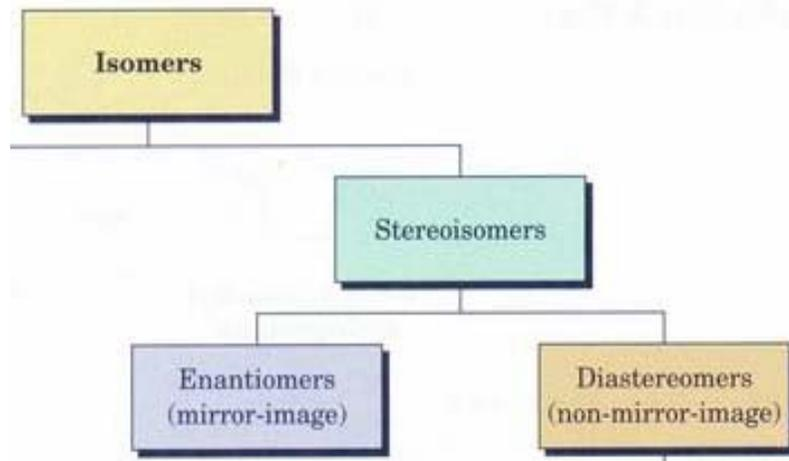 Isomers
Stereoisomers
Enantiomers
(mirror-image)
Diastereomers
(non-mirror-image)